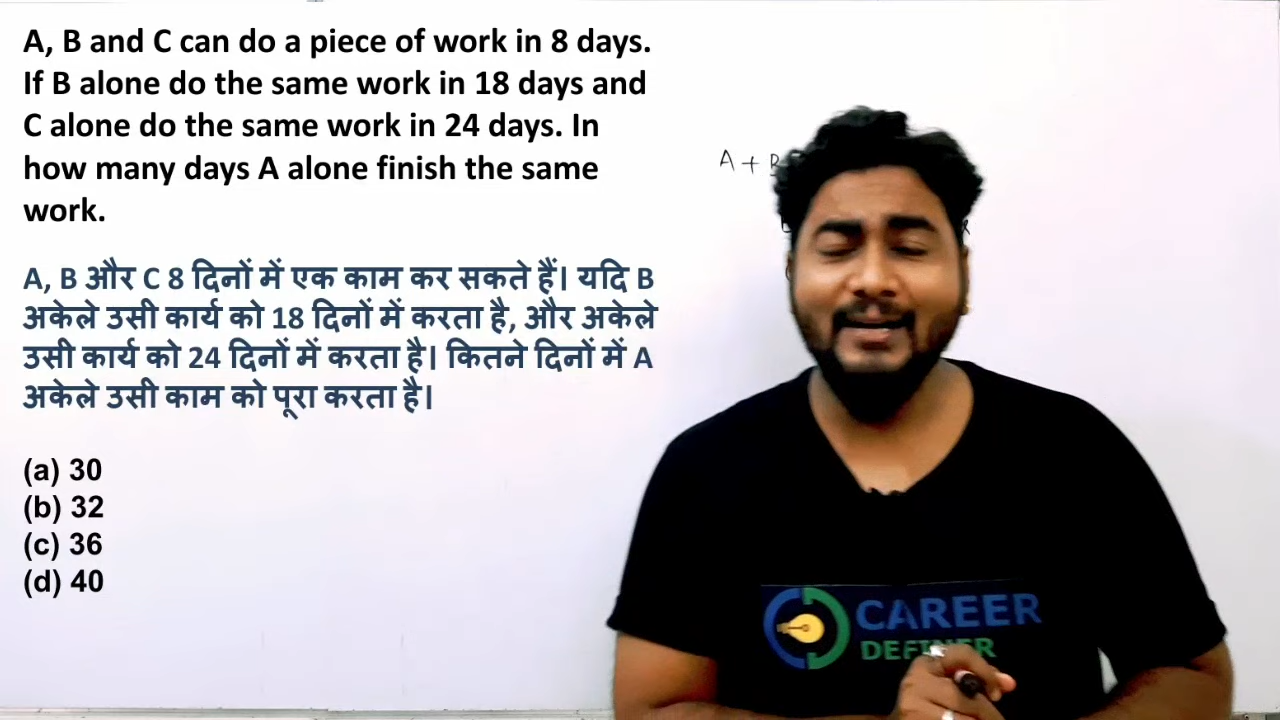 A, B and C can do a piece of work in 8 days.
If B alone do the same work in 18 days and
C alone do the same work in 24 days. In
how many days A alone finish the same
work.
A, B और C 8 दिनों में एक काम कर सकते हैं। यदि B
अकेले उसी कार्य को 18 दिनों में करता है, और अकेले
उसी कार्य को 24 दिनों में करता है। कितने दिनों में A
अकेले उसी काम को पूरा करता है।
(a) 30
(b) 32
(c) 36
(d) 40
A + B
CAREER
DEFINER